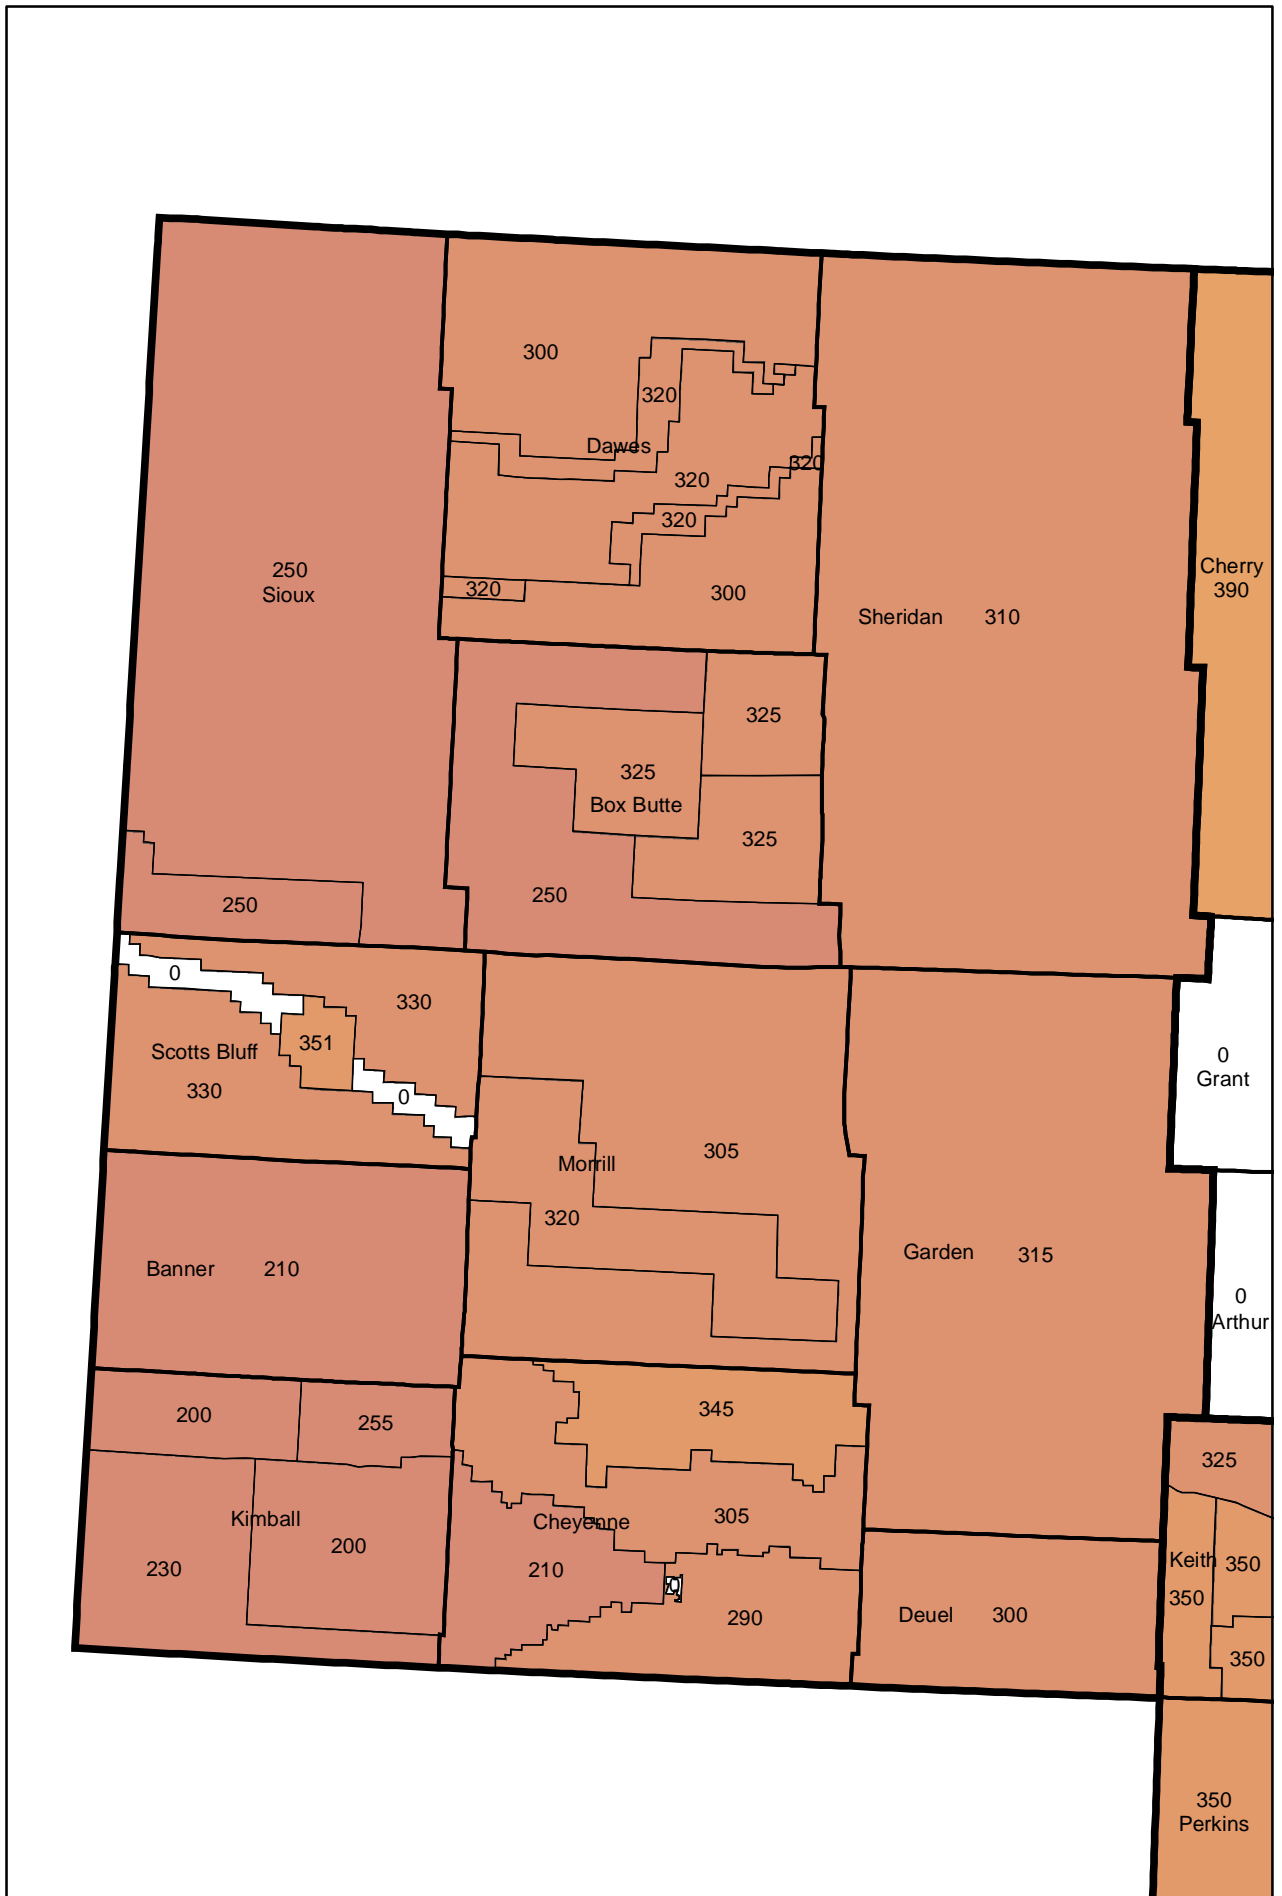 300
320
Dawes
320
320
320
320
300
250
Sioux
Sheridan 310
Cherry
390
325
325
Box Butte
325
250
250
0
330
351
Scotts Bluff
330
0
0
Grant
305
Morrill
320
Banner 210
Garden 315
0
Arthur
200
255
345
325
Kimball
200
230
Cheyenne
305
210
0
290
Deuel 300
Keith
350
350
350
350
Perkins